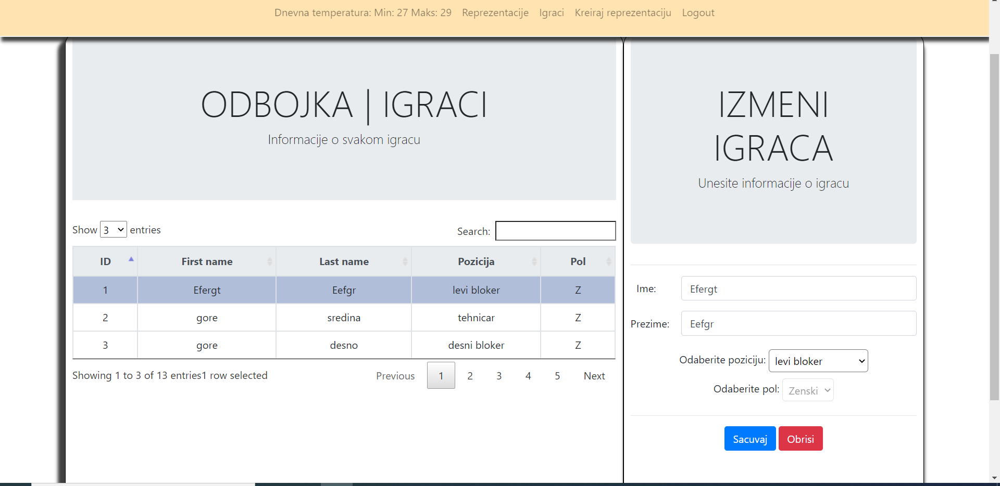 Dnevna temperatura: Min: 27 Maks: 29 Reprezentacije Igraci Kreiraj reprezentaciju Logout
ODBOJKA | IGRACI
Informacije o svakom igracu
Show 3 entries
Search:
ID First name Last name Pozicija Pol
1 Efergt Eefgr levi bloker Z
2 gore sredina tehnicar Z
3 gore desno desni bloker Z
Showing 1 to 3 of 13 entries1 row selected
Previous 1 2 3 4 5 Next
IZMENI
IGRACA
Unesite informacije o igracu
Ime: Efergt
Prezime: Eefgr
Odaberite poziciju: levi bloker
Odaberite pol: Zenski
Sacuvaj Obrisi